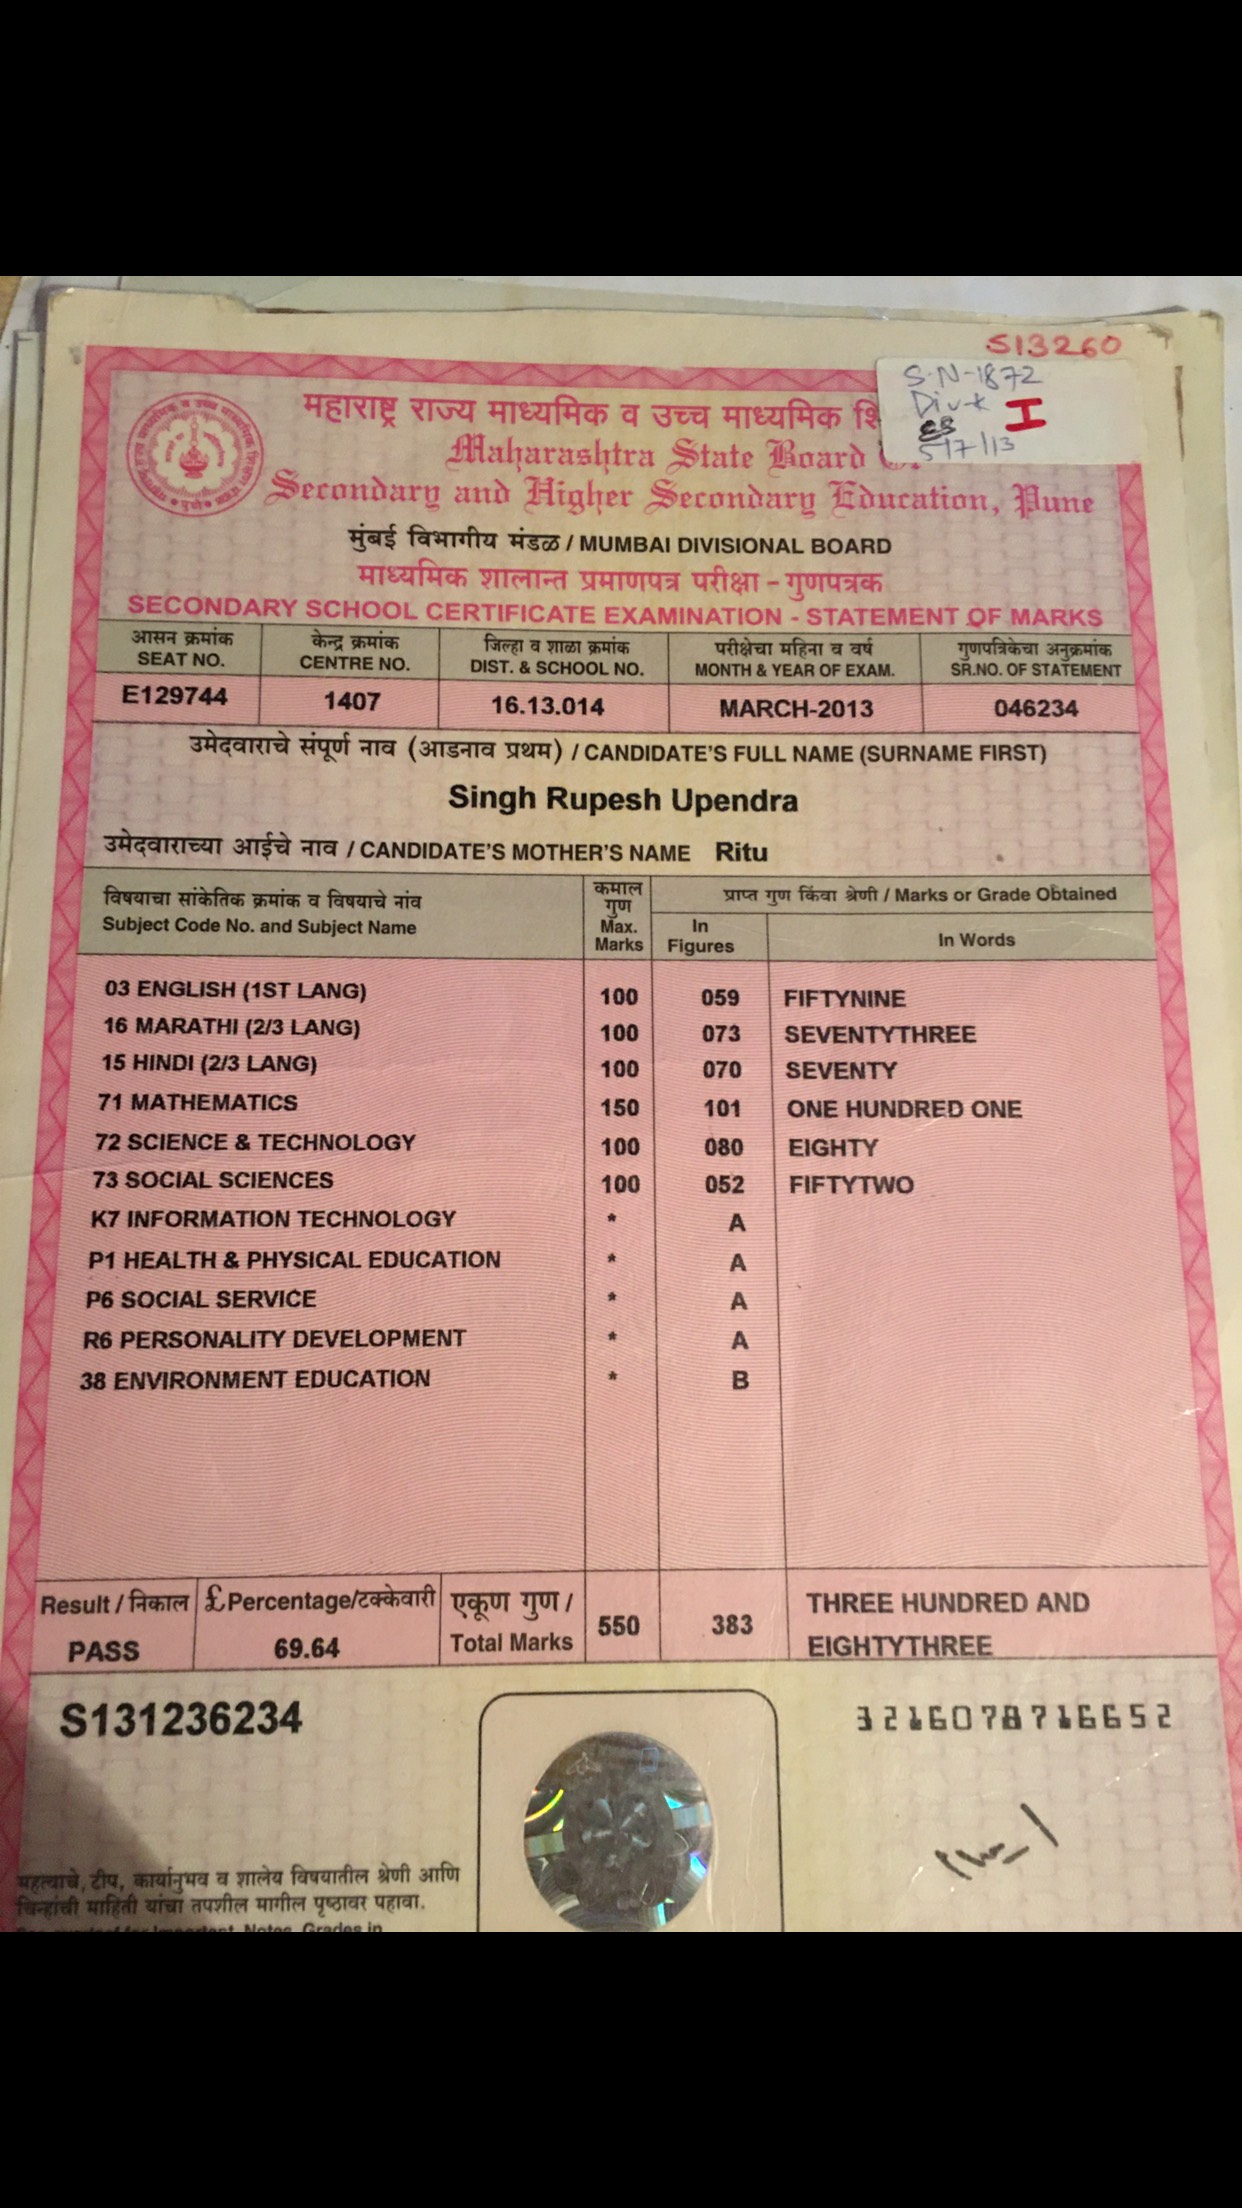 S13260
S.N-1872
Div-K I
5/7/13
महाराष्ट्र राज्य माध्यमिक व उच्च माध्यमिक
Maharashtra State Board
Secondary and Higher Secondary Education, Pune
मुंबई विभागीय मंडळ / MUMBAI DIVISIONAL BOARD
माध्यमिक शालान्त प्रमाणपत्र परीक्षा - गुणपत्रक
SECONDARY SCHOOL CERTIFICATE EXAMINATION - STATEMENT OF MARKS
आसन क्रमांक केन्द्र क्रमांक जिल्हा व शाळा क्रमांक परीक्षेचा महिना व वर्ष गुणपत्रिकेचा अनुक्रमांक
SEAT NO. CENTRE NO. DIST. & SCHOOL NO. MONTH & YEAR OF EXAM. SR.NO. OF STATEMENT
E129744 1407 16.13.014 MARCH-2013 046234
उमेदवाराचे संपूर्ण नाव (आडनाव प्रथम) / CANDIDATE'S FULL NAME (SURNAME FIRST)
Singh Rupesh Upendra
उमेदवाराच्या आईचे नाव / CANDIDATE'S MOTHER'S NAME Ritu
विषयाचा सांकेतिक क्रमांक व विषयाचे नांव
Subject Code No. and Subject Name
कमाल
गुण
Max.
Marks
प्राप्त गुण किंवा श्रेणी / Marks or Grade Obtained
In
Figures
In Words
03 ENGLISH (1ST LANG) 100 059 FIFTYNINE
16 MARATHI (2/3 LANG) 100 073 SEVENTYTHREE
15 HINDI (2/3 LANG) 100 070 SEVENTY
71 MATHEMATICS 150 101 ONE HUNDRED ONE
72 SCIENCE & TECHNOLOGY 100 080 EIGHTY
73 SOCIAL SCIENCES 100 052 FIFTYTWO
K7 INFORMATION TECHNOLOGY * A
P1 HEALTH & PHYSICAL EDUCATION * A
P6 SOCIAL SERVICE * A
R6 PERSONALITY DEVELOPMENT * A
38 ENVIRONMENT EDUCATION * B
Result / निकाल £ Percentage/टक्केवारी एकूण गुण / 550 383 THREE HUNDRED AND
PASS 69.64 Total Marks EIGHTYTHREE
S131236234
3216078716652
महत्वाचे, टीप, कार्यानुभव व शालेय विषयातील श्रेणी आणि
चिन्हांची माहिती यांचा तपशील मागील पृष्ठावर पहावा.
Notes, Grades in